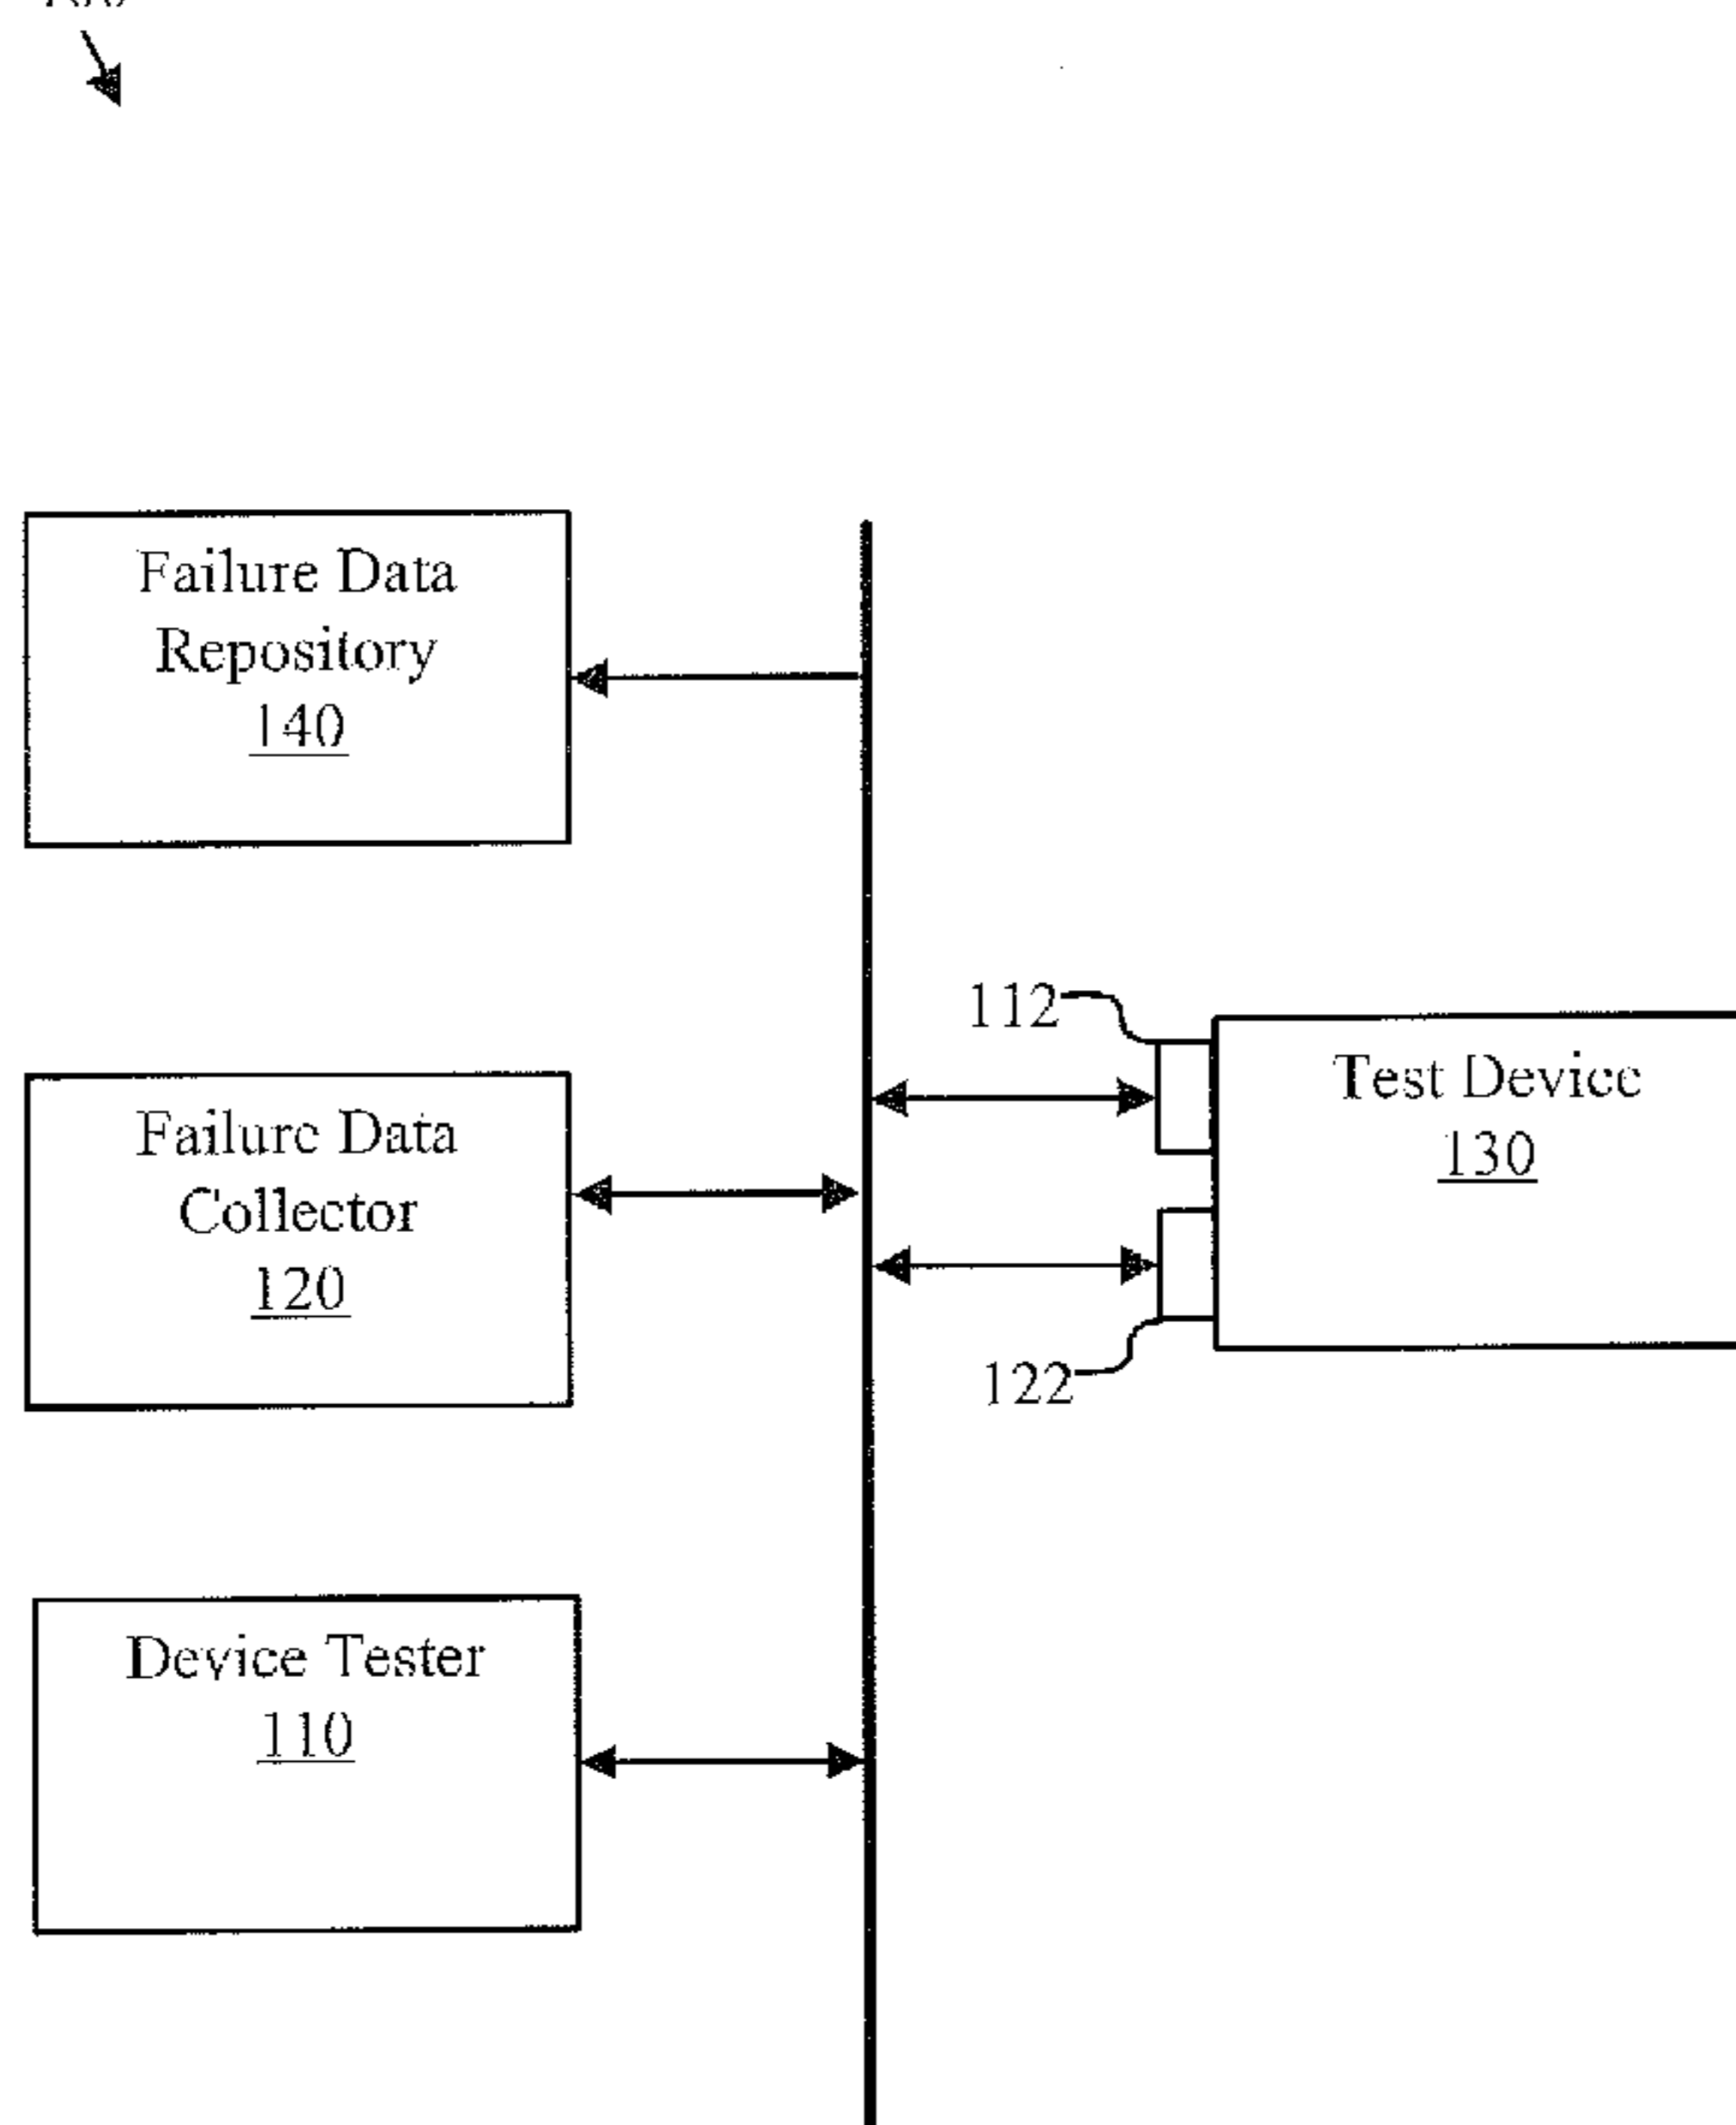 Failure Data
Repository
140
112
Test Device
130
Failure Data
Collector
120
122
Device Tester
110